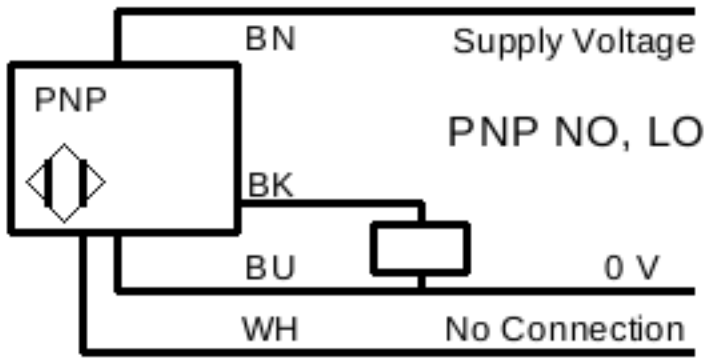 BN Supply Voltage
PNP
PNP NO, LO
BK
BU 0 V
WH No Connection